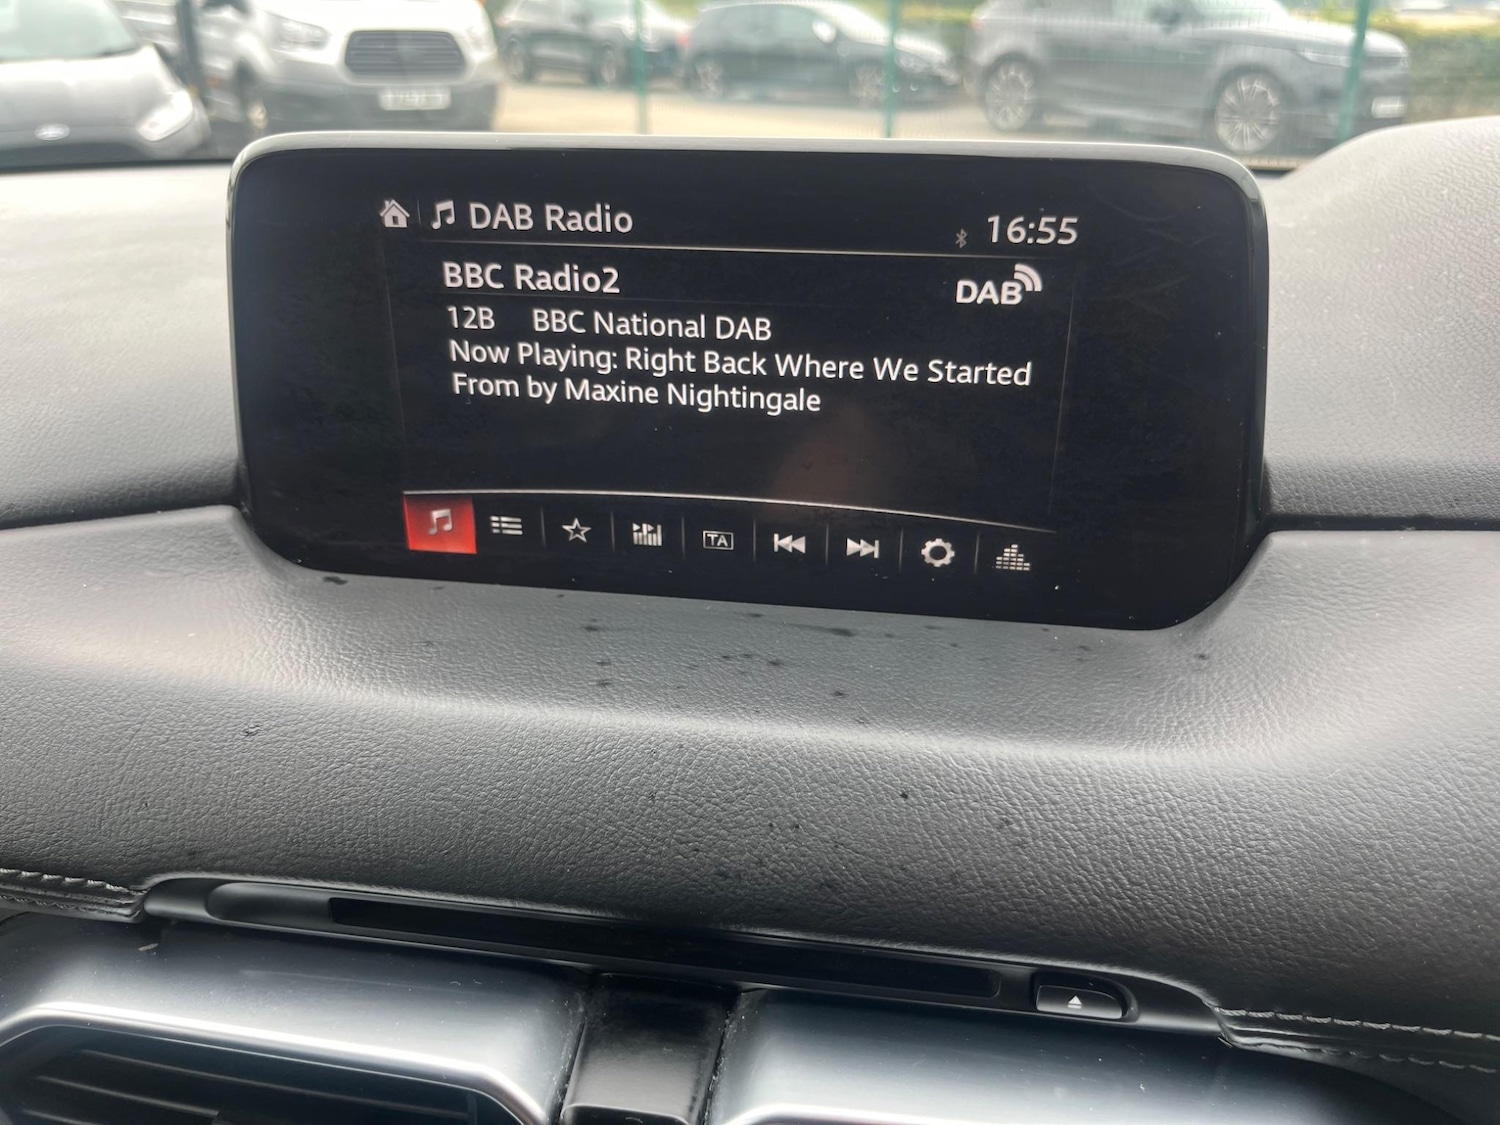 DAB Radio
16:55
BBC Radio2
DAB
12B BBC National DAB
Now Playing: Right Back Where We Started
From by Maxine Nightingale
TA